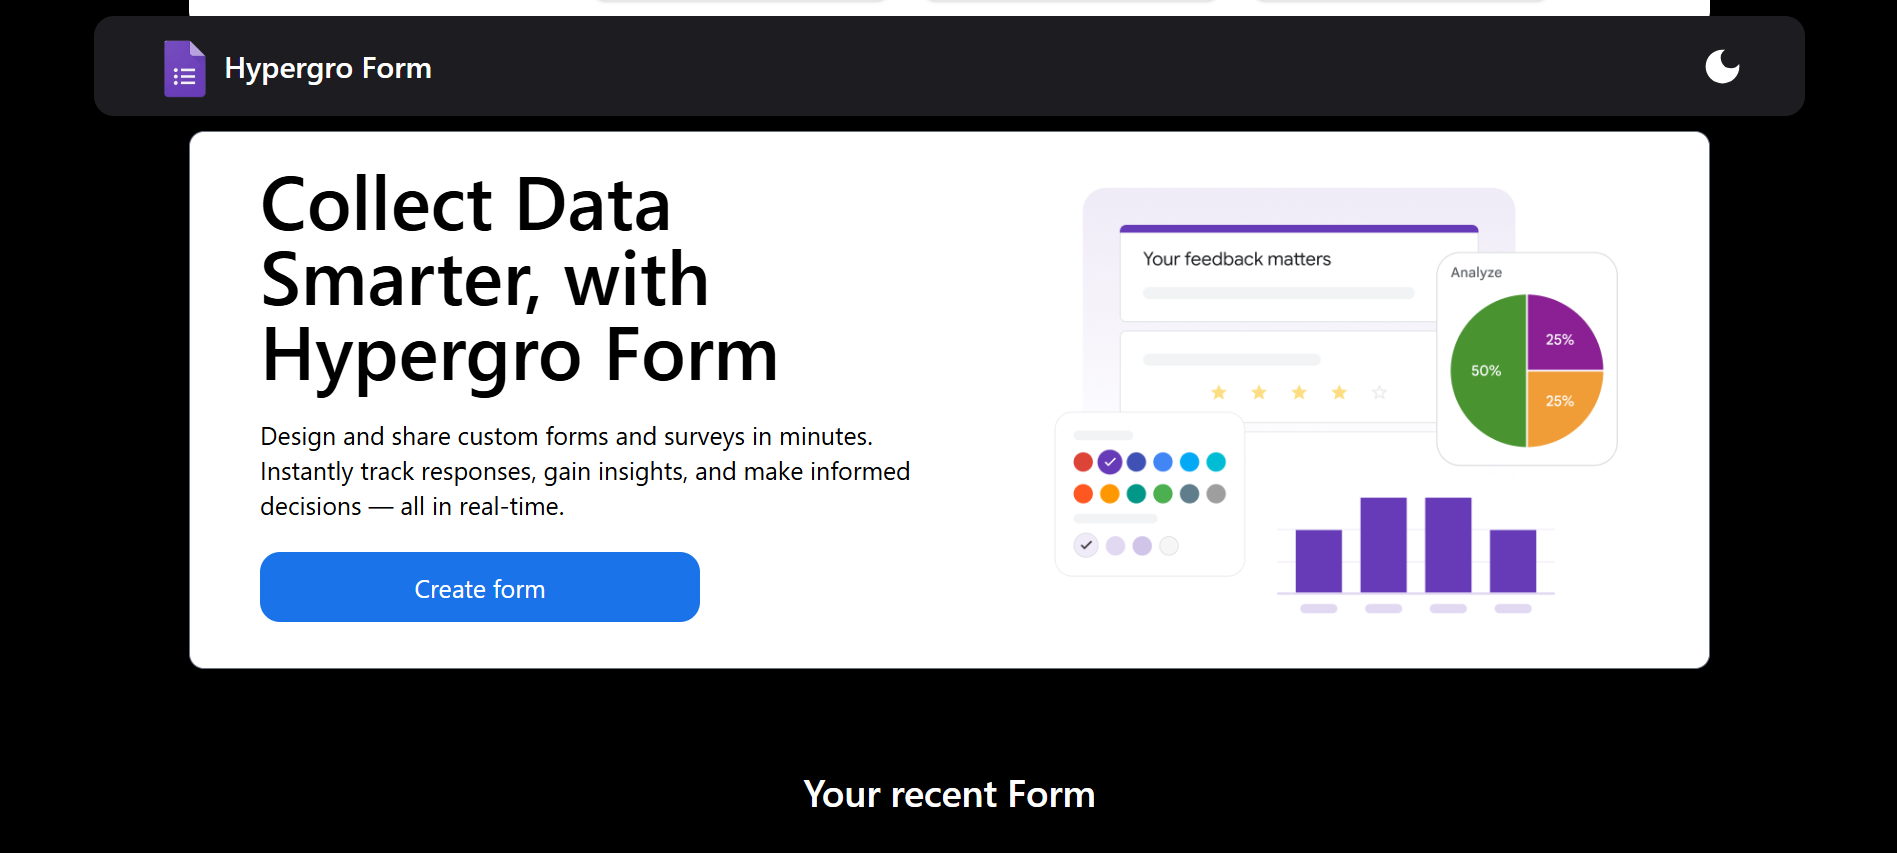 Hypergro Form
Collect Data
Smarter, with
Hypergro Form
Design and share custom forms and surveys in minutes.
Instantly track responses, gain insights, and make informed
decisions — all in real-time.
Create form
Your feedback matters
Analyze
25%
50%
25%
Your recent Form